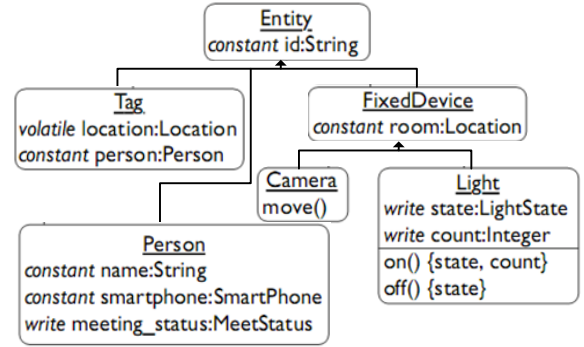 Entity
constant id:String
Tag
volatile location:Location
constant person:Person
FixedDevice
constant room:Location
Camera
move()
Light
write state:LightState
write count:Integer
on() {state, count}
off() {state}
Person
constant name:String
constant smartphone:SmartPhone
write meeting_status:MeetStatus